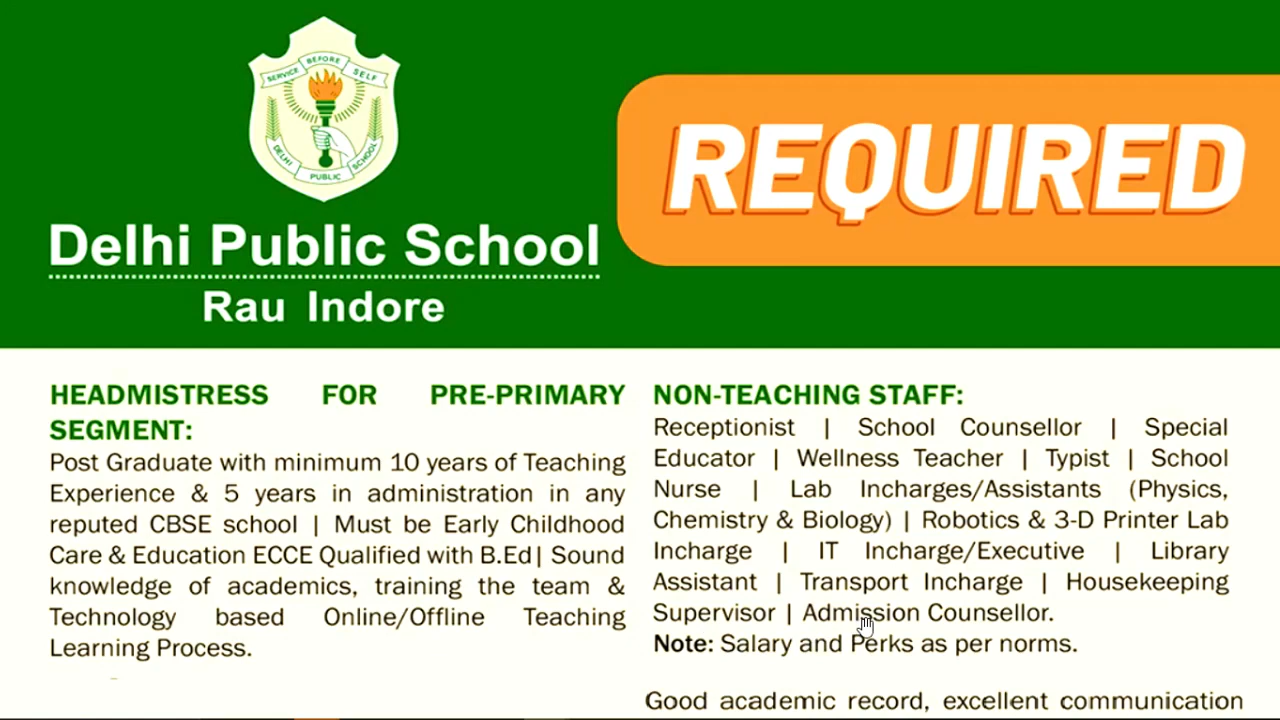 SERVICE BEFORE SELF
DELHI PUBLIC SCHOOL
Delhi Public School
Rau Indore
REQUIRED
HEADMISTRESS FOR PRE-PRIMARY
SEGMENT:
Post Graduate with minimum 10 years of Teaching
Experience & 5 years in administration in any
reputed CBSE school | Must be Early Childhood
Care & Education ECCE Qualified with B.Ed| Sound
knowledge of academics, training the team &
Technology based Online/Offline Teaching
Learning Process.
NON-TEACHING STAFF:
Receptionist | School Counsellor | Special
Educator | Wellness Teacher | Typist | School
Nurse | Lab Incharges/Assistants (Physics,
Chemistry & Biology) | Robotics & 3-D Printer Lab
Incharge | IT Incharge/Executive | Library
Assistant | Transport Incharge | Housekeeping
Supervisor | Admission Counsellor.
Note: Salary and Perks as per norms.
Good academic record, excellent communication